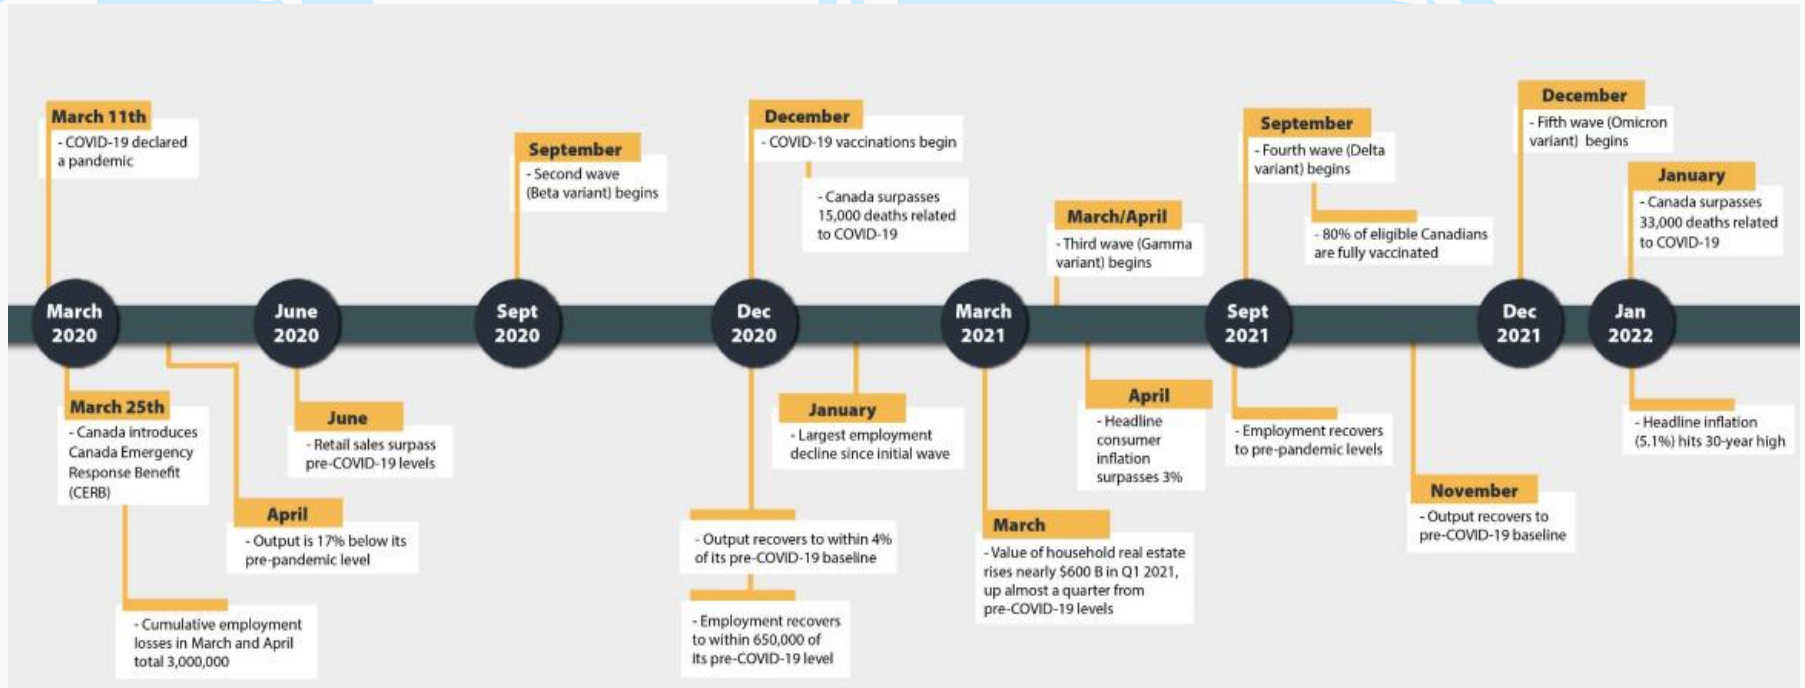 March 11th
- COVID-19 declared
a pandemic
September
- Second wave
(Beta variant) begins
December
- COVID-19 vaccinations begin
- Canada surpasses
15,000 deaths related
to COVID-19
March/April
- Third wave (Gamma
variant) begins
September
- Fourth wave (Delta
variant) begins
- 80% of eligible Canadians
are fully vaccinated
December
- Fifth wave (Omicron
variant) begins
January
- Canada surpasses
33,000 deaths related
to COVID-19
March
2020
June
2020
Sept
2020
Dec
2020
March
2021
Sept
2021
Dec
2021
Jan
2022
March 25th
- Canada introduces
Canada Emergency
Response Benefit
(CERB)
- Cumulative employment
losses in March and April
total 3,000,000
April
- Output is 17% below its
pre-pandemic level
June
- Retail sales surpass
pre-COVID-19 levels
- Output recovers to within 4%
of its pre-COVID-19 baseline
- Employment recovers
to within 650,000 of
its pre-COVID-19 level
January
- Largest employment
decline since initial wave
March
- Value of household real estate
rises nearly $600 B in Q1 2021,
up almost a quarter from
pre-COVID-19 levels
April
- Headline
consumer
inflation
surpasses 3%
- Employment recovers
to pre-pandemic levels
November
- Output recovers to
pre-COVID-19 baseline
- Headline inflation
(5.1%) hits 30-year high